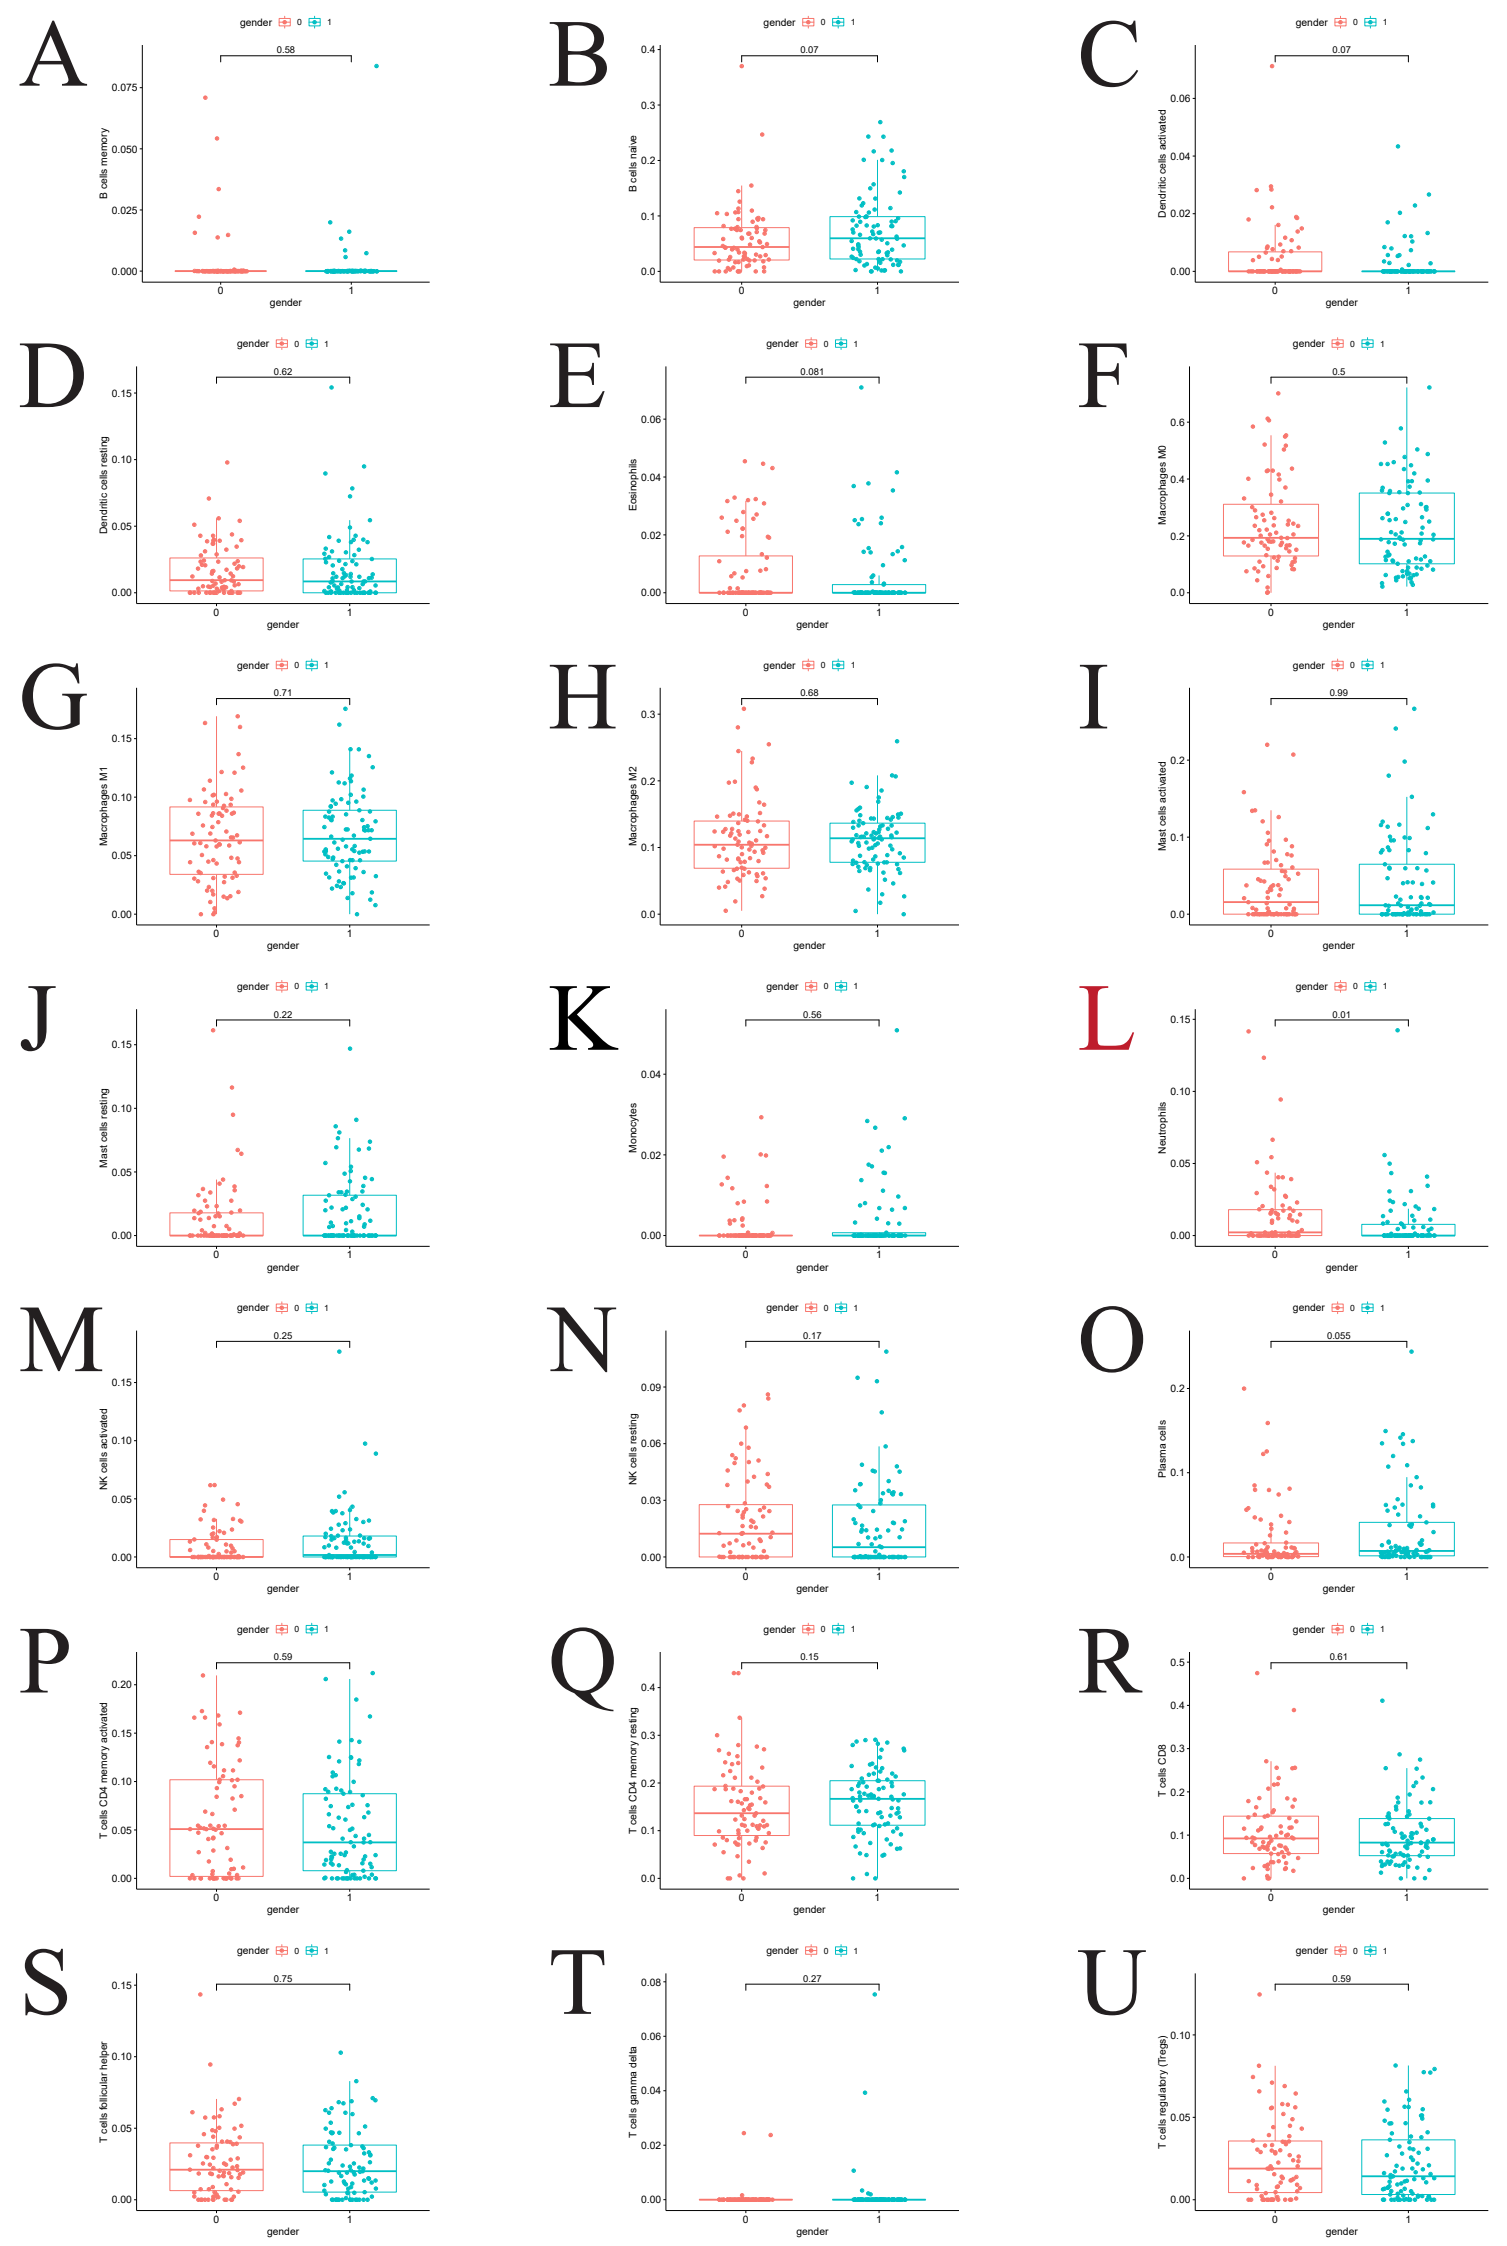 A
gender 0 1
0.58
B cells memory
0.075
0.050
0.025
0.000
0 1
gender
B
gender 0 1
0.07
B cells naive
0.4
0.3
0.2
0.1
0.0
0 1
gender
C
gender 0 1
0.07
Dendritic cells activated
0.06
0.04
0.02
0.00
0 1
gender
D
gender 0 1
0.62
Dendritic cells resting
0.15
0.10
0.05
0.00
0 1
gender
E
gender 0 1
0.081
Eosinophils
0.06
0.04
0.02
0.00
0 1
gender
F
gender 0 1
0.5
Macrophages M0
0.6
0.4
0.2
0.0
0 1
gender
G
gender 0 1
0.71
Macrophages M1
0.15
0.10
0.05
0.00
0 1
gender
H
gender 0 1
0.68
Macrophages M2
0.3
0.2
0.1
0.0
0 1
gender
I
gender 0 1
0.99
Mast cells activated
0.2
0.1
0.0
0 1
gender
J
gender 0 1
0.22
Mast cells resting
0.15
0.10
0.05
0.00
0 1
gender
K
gender 0 1
0.56
Monocytes
0.04
0.02
0.00
0 1
gender
L
gender 0 1
0.01
Neutrophils
0.15
0.10
0.05
0.00
0 1
gender
M
gender 0 1
0.25
NK cells activated
0.15
0.10
0.05
0.00
0 1
gender
N
gender 0 1
0.17
NK cells resting
0.09
0.06
0.03
0.00
0 1
gender
O
gender 0 1
0.055
Plasma cells
0.2
0.1
0.0
0 1
gender
P
gender 0 1
0.59
T cells CD4 memory activated
0.20
0.15
0.10
0.05
0.00
0 1
gender
Q
gender 0 1
0.15
T cells CD4 memory resting
0.4
0.3
0.2
0.1
0.0
0 1
gender
R
gender 0 1
0.61
T cells CD8
0.5
0.4
0.3
0.2
0.1
0.0
0 1
gender
S
gender 0 1
0.75
T cells follicular helper
0.15
0.10
0.05
0.00
0 1
gender
T
gender 0 1
0.27
T cells gamma delta
0.08
0.06
0.04
0.02
0.00
0 1
gender
U
gender 0 1
0.59
T cells regulatory (Tregs)
0.10
0.05
0.00
0 1
gender